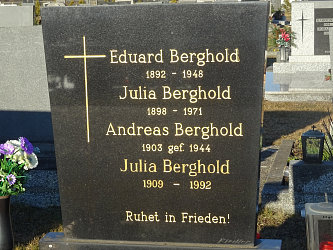 Eduard Berghold
1892 - 1948
Julia Berghold
1898 - 1971
Andreas Berghold
1903 gef. 1944
Julia Berghold
1909 - 1992
Ruhet in Frieden!